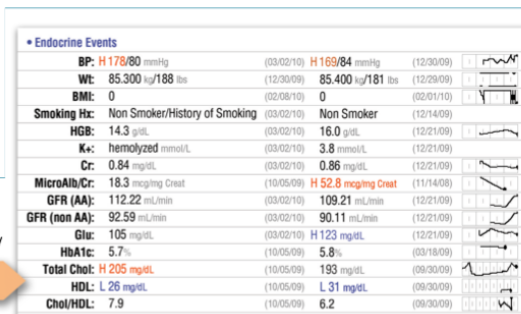 • Endocrine Events
BP: H 178/80 mmHg (03/02/10) H 169/84 mmHg (12/30/09)
Wt: 85.300 kg/188 lbs (12/30/09) 85.400 kg/181 lbs (12/29/09)
BMI: 0 (02/08/10) 0 (02/01/10)
Smoking Hx: Non Smoker/History of Smoking (03/02/10) Non Smoker (12/14/09)
HGB: 14.3 g/dL (03/02/10) 16.0 g/dL (12/21/09)
K+: hemolyzed mmol/L (03/02/10) 3.8 mmol/L (12/21/09)
Cr: 0.84 mg/dL (03/02/10) 0.86 mg/dL (12/21/09)
MicroAlb/Cr: 18.3 mcg/mg Creat (10/05/09) H 52.8 mcg/mg Creat (11/14/08)
GFR (AA): 112.22 mL/min (03/02/10) 109.21 mL/min (12/21/09)
GFR (non AA): 92.59 mL/min (03/02/10) 90.11 mL/min (12/21/09)
Glu: 105 mg/dL (03/02/10) H 123 mg/dL (12/21/09)
HbA1c: 5.7% (10/05/09) 5.8% (03/18/09)
Total Chol: H 205 mg/dL (10/05/09) 193 mg/dL (09/30/09)
HDL: L 26 mg/dL (10/05/09) L 31 mg/dL (09/30/09)
Chol/HDL: 7.9 (10/05/09) 6.2 (09/30/09)